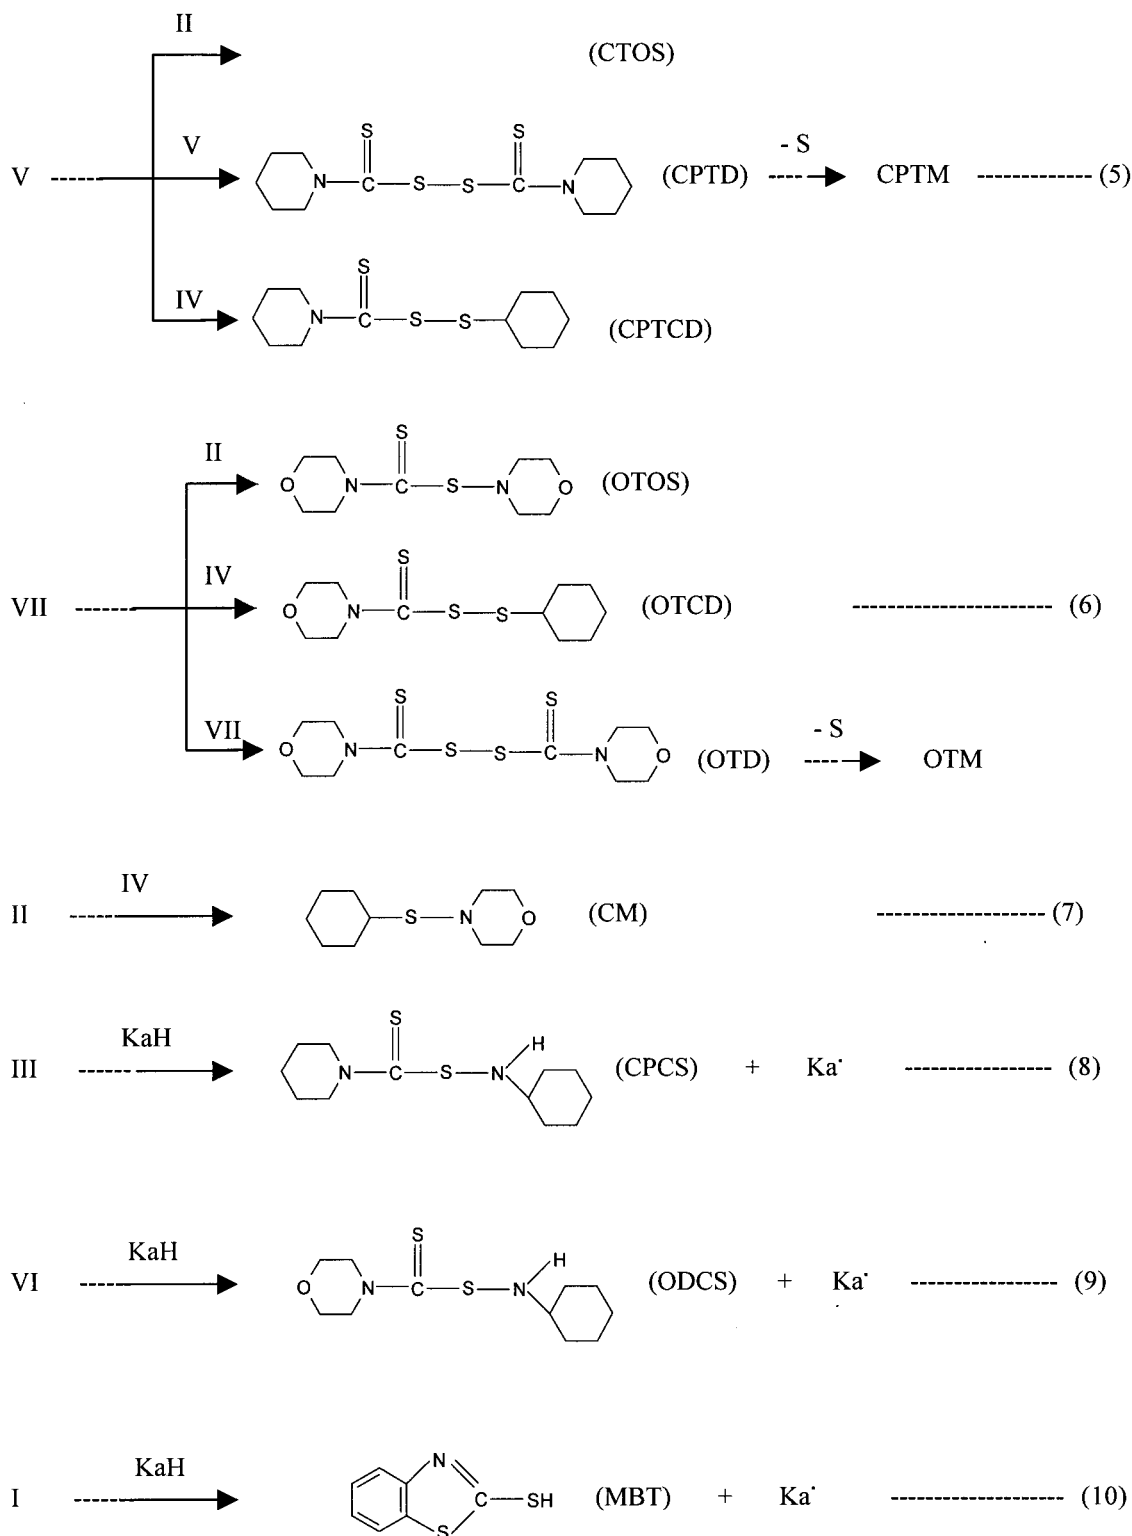 II
(CTOS)
V
V
S S
N C S S C N (CPTD) - S CPTM ---------- (5)
IV
S
N C S S (CPTCD)
II
S
O N C S N O (OTOS)
VII
IV
S
O N C S S (OTCD) ---------- (6)
VII
S S
O N C S S C N O (OTD) - S OTM
IV
II S N O (CM) ---------- (7)
KaH
S
H
III N C S N (CPCS) + Ka· ---------- (8)
KaH
S
H
VI O N C S N (ODCS) + Ka· ---------- (9)
KaH
N
I C SH (MBT) + Ka· ---------- (10)
S